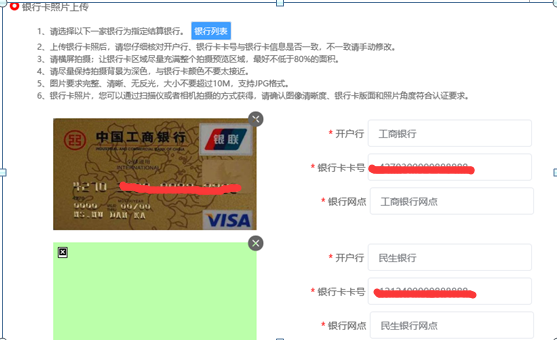 银行卡照片上传
1、请选择以下一家银行为指定结算银行。 银行列表
2、上传银行卡照后，请您仔细核对开户行、银行卡卡号与银行卡信息是否一致，不一致请手动修改。
3、请横屏拍摄；让银行卡区域尽量充满整个拍摄预览区域，最好不低于80%的面积。
4、请尽量保持拍摄背景为深色，与银行卡颜色不要太接近。
5、图片要求完整、清晰、无反光，大小不要超过10M，支持JPG格式。
6、银行卡照片，您可以通过扫描仪或者相机拍摄的方式获得，请确认图像清晰度、银行卡版面和照片角度符合认证要求。
中国工商银行
银联
INTERNATIONAL
VISA
* 开户行 工商银行
* 银行卡卡号
* 银行网点 工商银行网点
* 开户行 民生银行
* 银行卡卡号
* 银行网点 民生银行网点